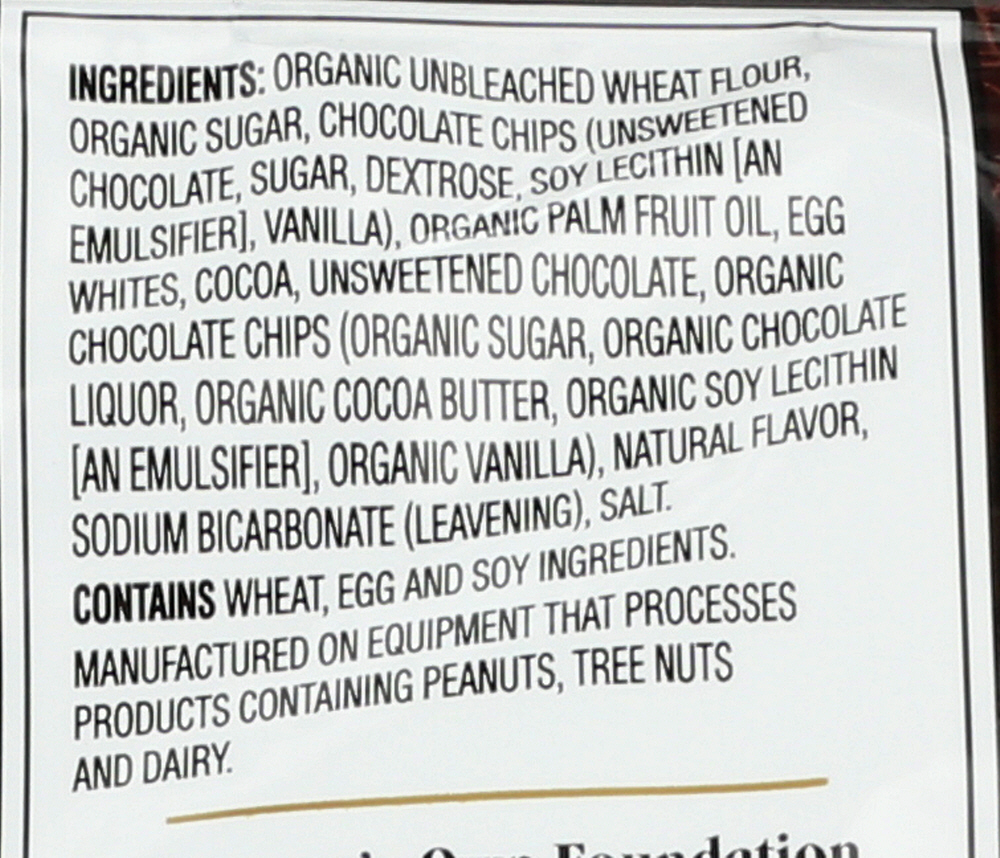 INGREDIENTS: ORGANIC UNBLEACHED WHEAT FLOUR,
ORGANIC SUGAR, CHOCOLATE CHIPS (UNSWEETENED
CHOCOLATE, SUGAR, DEXTROSE, SOY LECITHIN [AN
EMULSIFIER], VANILLA), ORGANIC PALM FRUIT OIL, EGG
WHITES, COCOA, UNSWEETENED CHOCOLATE, ORGANIC
CHOCOLATE CHIPS (ORGANIC SUGAR, ORGANIC CHOCOLATE
LIQUOR, ORGANIC COCOA BUTTER, ORGANIC SOY LECITHIN
[AN EMULSIFIER], ORGANIC VANILLA), NATURAL FLAVOR,
SODIUM BICARBONATE (LEAVENING), SALT.
CONTAINS WHEAT, EGG AND SOY INGREDIENTS.
MANUFACTURED ON EQUIPMENT THAT PROCESSES
PRODUCTS CONTAINING PEANUTS, TREE NUTS
AND DAIRY.
Own Foundation